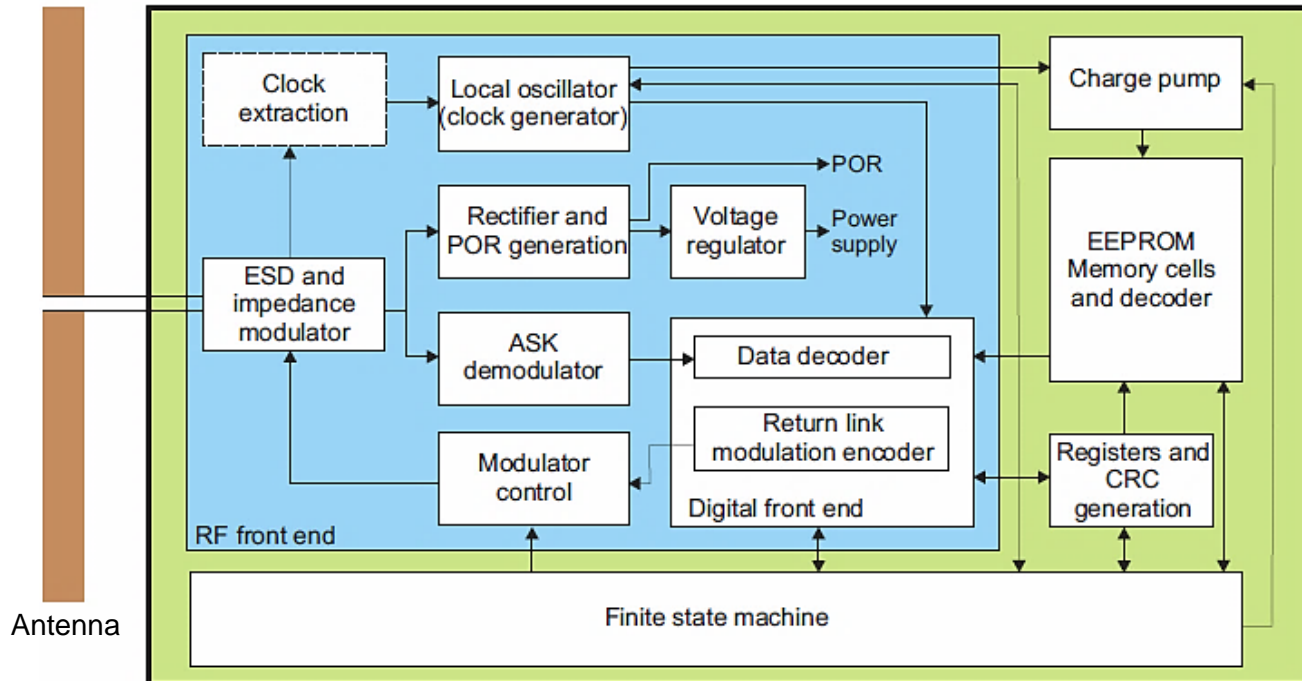 Clock
extraction
Local oscillator
(clock generator)
Charge pump
POR
Rectifier and
POR generation
Voltage
regulator
Power
supply
EEPROM
Memory cells
and decoder
ESD and
impedance
modulator
ASK
demodulator
Data decoder
Return link
modulation encoder
Modulator
control
Digital front end
Registers and
CRC
generation
RF front end
Antenna
Finite state machine